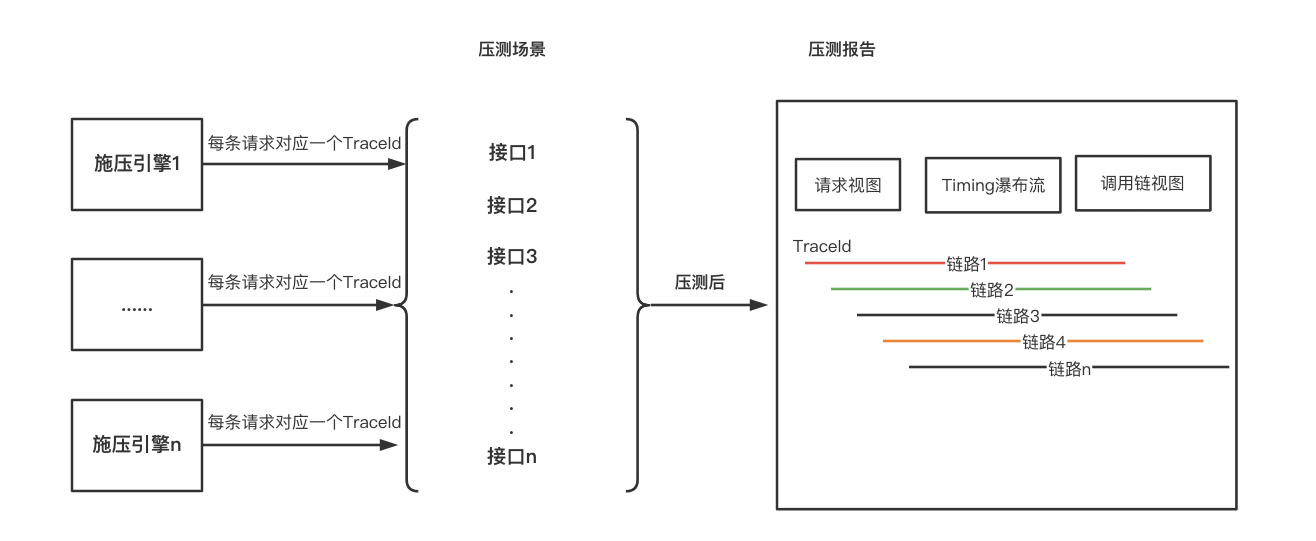 压测场景
压测报告
施压引擎1
每条请求对应一个TraceId
......
每条请求对应一个TraceId
施压引擎n
每条请求对应一个TraceId
接口1
接口2
接口3
.
.
.
.
.
.
.
接口n
压测后
请求视图
Timing瀑布流
调用链视图
TraceId
链路1
链路2
链路3
链路4
链路n